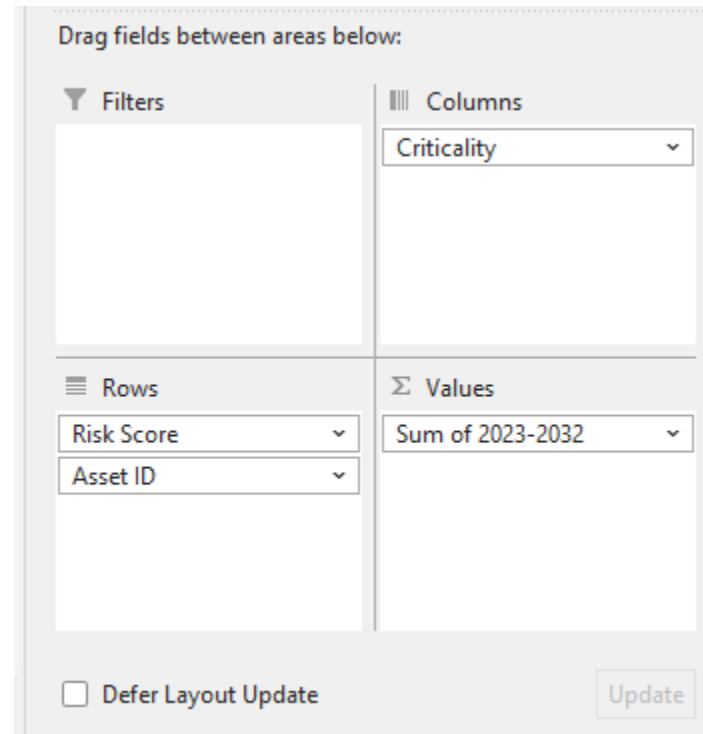 Drag fields between areas below:
Filters
Columns
Criticality
Rows
Σ Values
Risk Score
Sum of 2023-2032
Asset ID
Defer Layout Update
Update